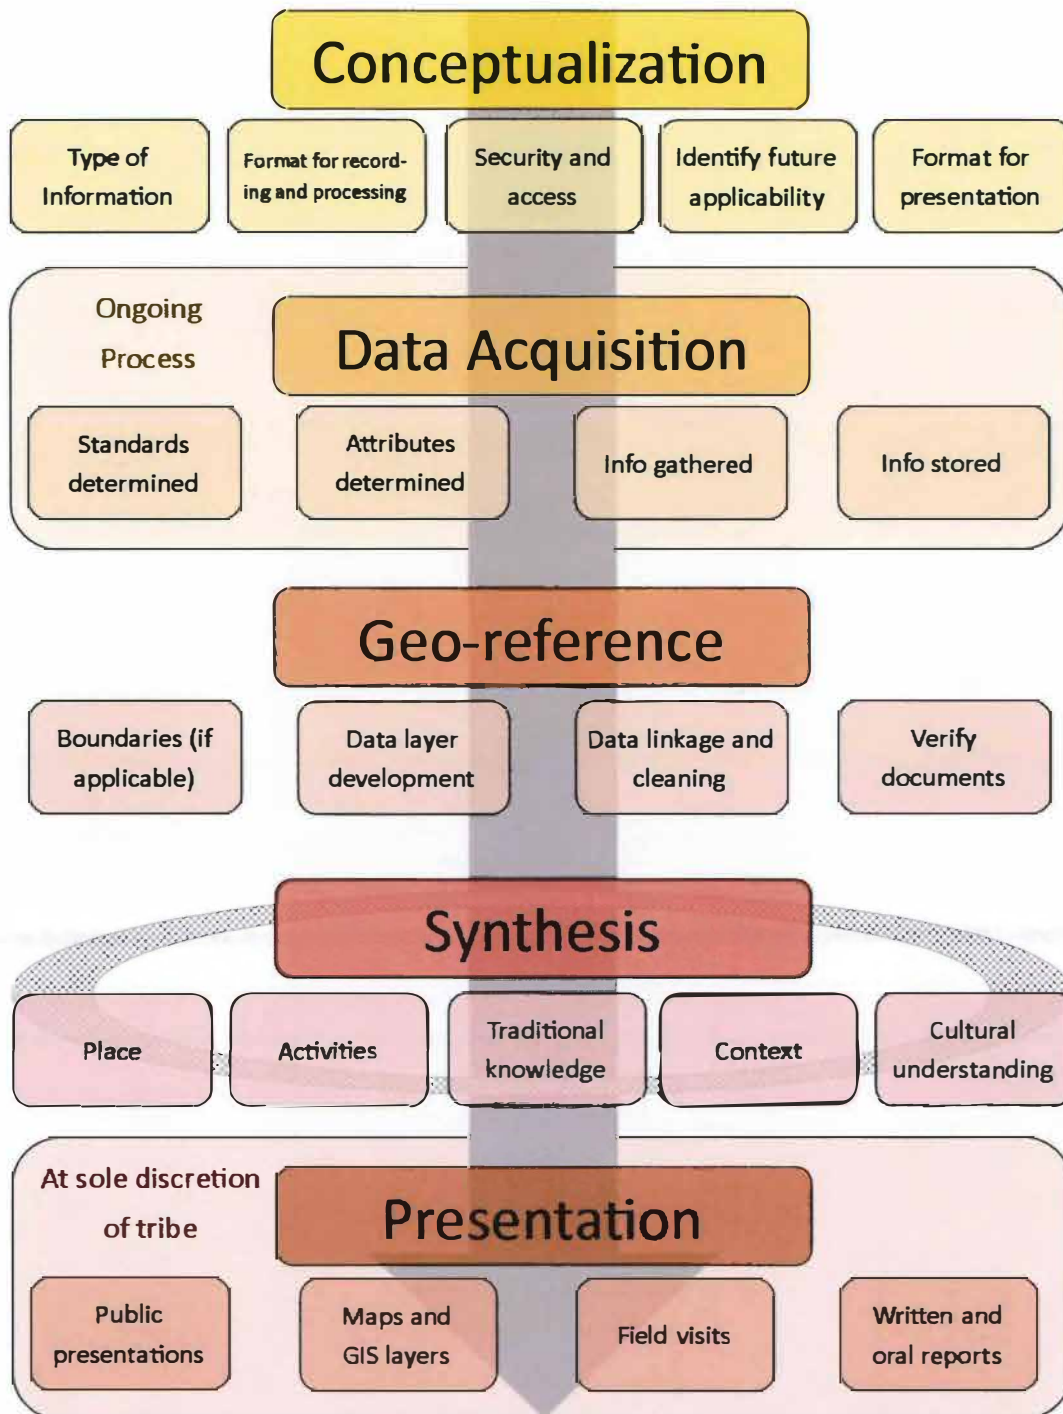 Conceptualization
Type of
Information
Format for record-
ing and processing
Security and
access
Identify future
applicability
Format for
presentation
Ongoing
Process
Data Acquisition
Standards
determined
Attributes
determined
Info gathered
Info stored
Geo-reference
Boundaries (if
applicable)
Data layer
development
Data linkage and
cleaning
Verify
documents
Synthesis
Place
Activities
Traditional
knowledge
Context
Cultural
understanding
At sole discretion
of tribe
Presentation
Public
presentations
Maps and
GIS layers
Field visits
Written and
oral reports